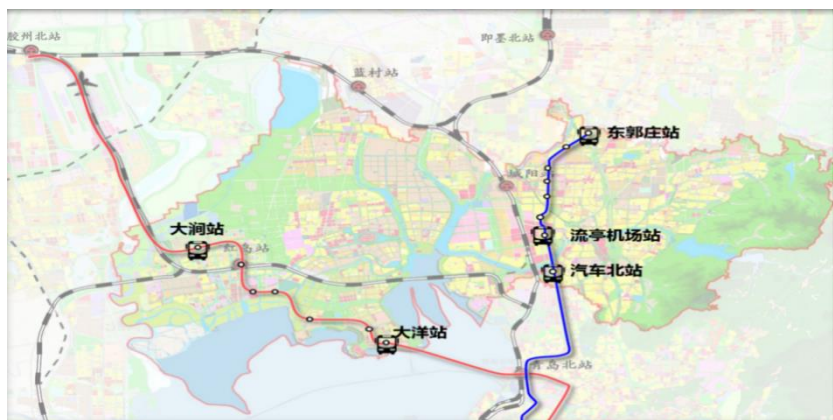 胶州北站
即墨北站
蓝村站
东郭庄站
城阳站
大涧站
流亭机场站
红岛站
汽车北站
大洋站
青岛北站